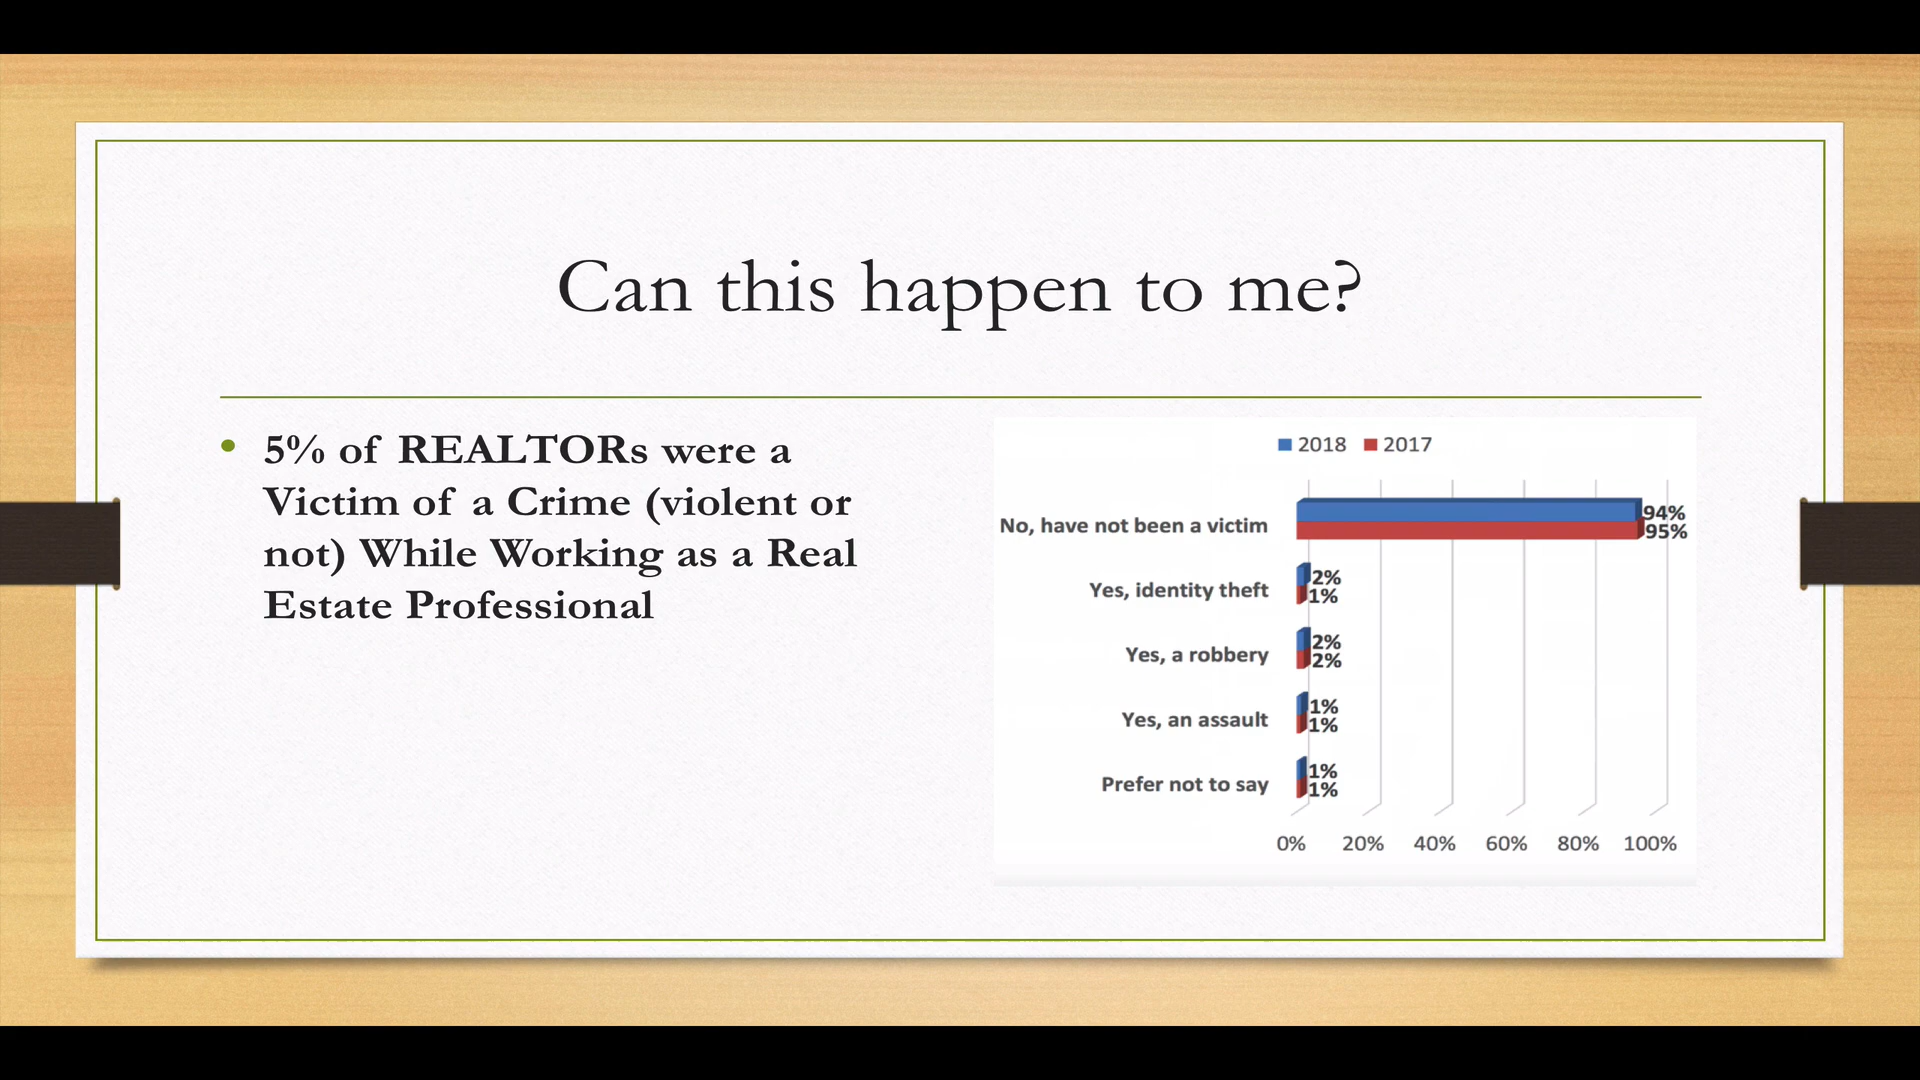 Can this happen to me?
• 5% of REALTORs were a
Victim of a Crime (violent or
not) While Working as a Real
Estate Professional
2018 2017
No, have not been a victim 94%
95%
Yes, identity theft 2%
1%
Yes, a robbery 2%
2%
Yes, an assault 1%
1%
Prefer not to say 1%
1%
0% 20% 40% 60% 80% 100%